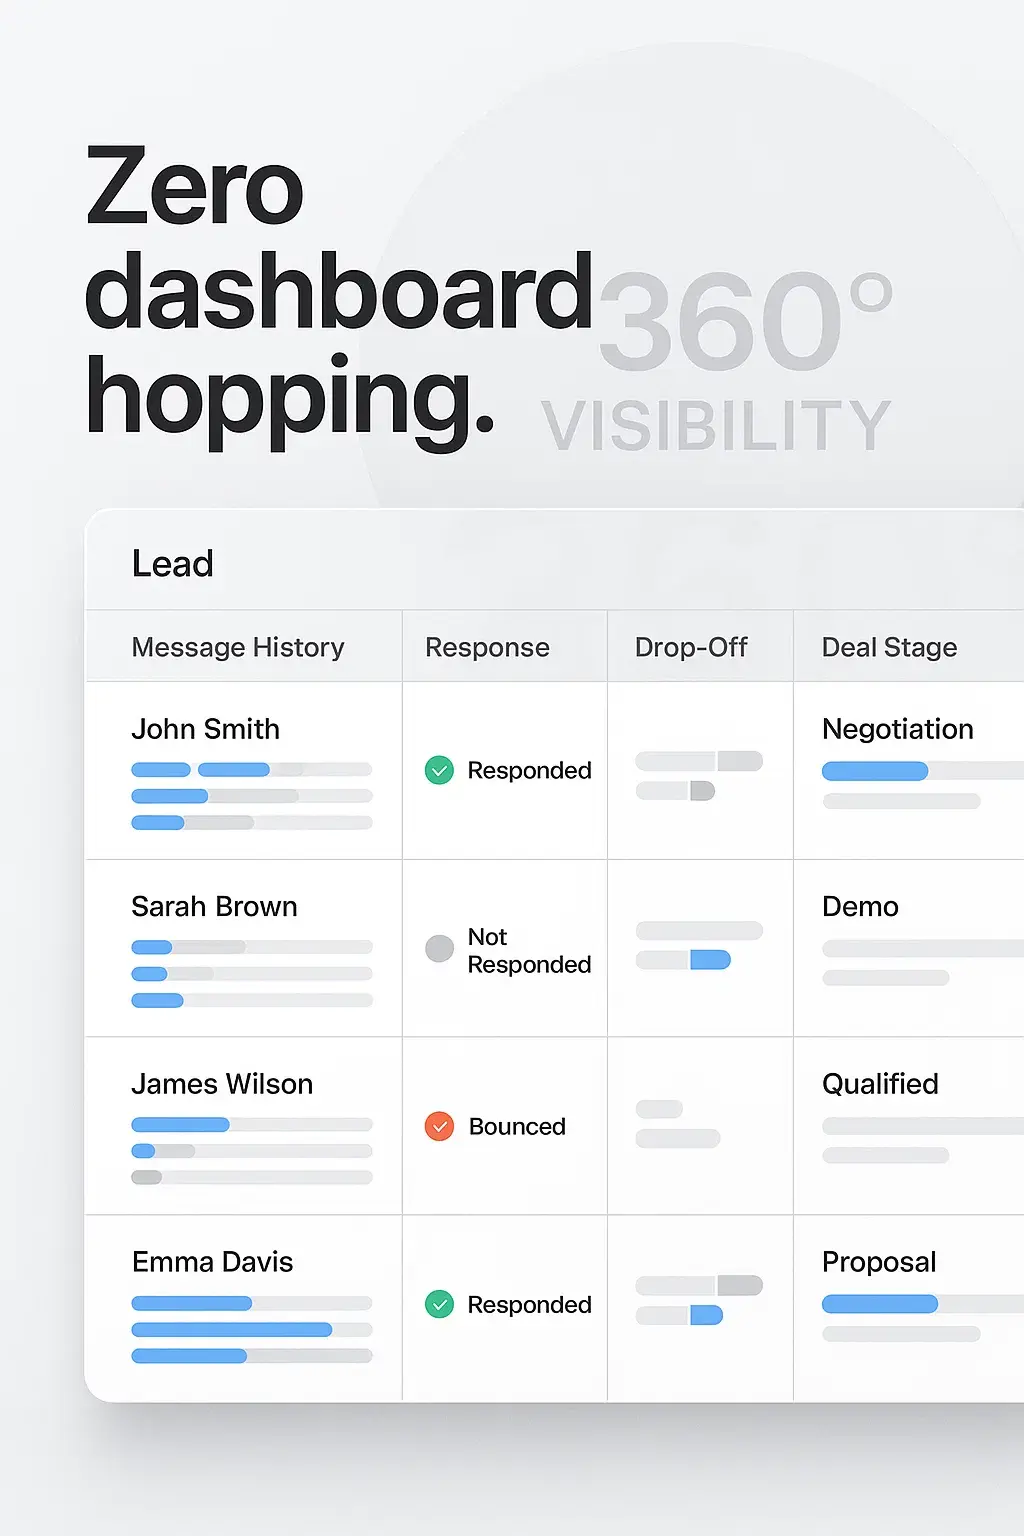 Zero
dashboard
hopping.
360°
VISIBILITY
Lead
Message History
Response
Drop-Off
Deal Stage
John Smith
Responded
Negotiation
Sarah Brown
Not
Responded
Demo
James Wilson
Bounced
Qualified
Emma Davis
Responded
Proposal